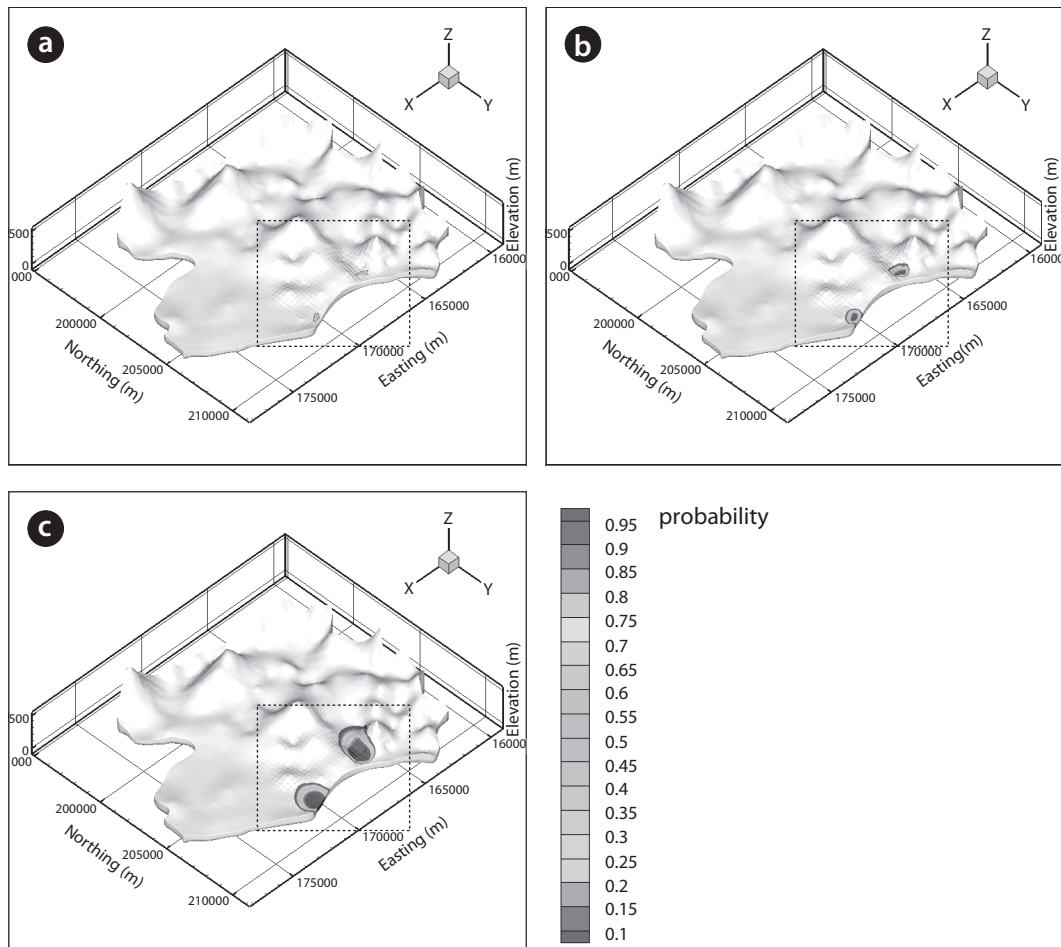 a
Z
X
Y
Elevation (m)
500
0
000
16000
165000
170000
175000
200000
205000
210000
Northing (m)
Easting (m)
b
Z
X
Y
Elevation (m)
500
0
000
16000
165000
170000
175000
200000
205000
210000
Northing (m)
Easting(m)
c
Z
X
Y
Elevation (m)
500
0
000
16000
165000
170000
175000
200000
205000
210000
Northing (m)
Easting (m)
probability
0.95
0.9
0.85
0.8
0.75
0.7
0.65
0.6
0.55
0.5
0.45
0.4
0.35
0.3
0.25
0.2
0.15
0.1